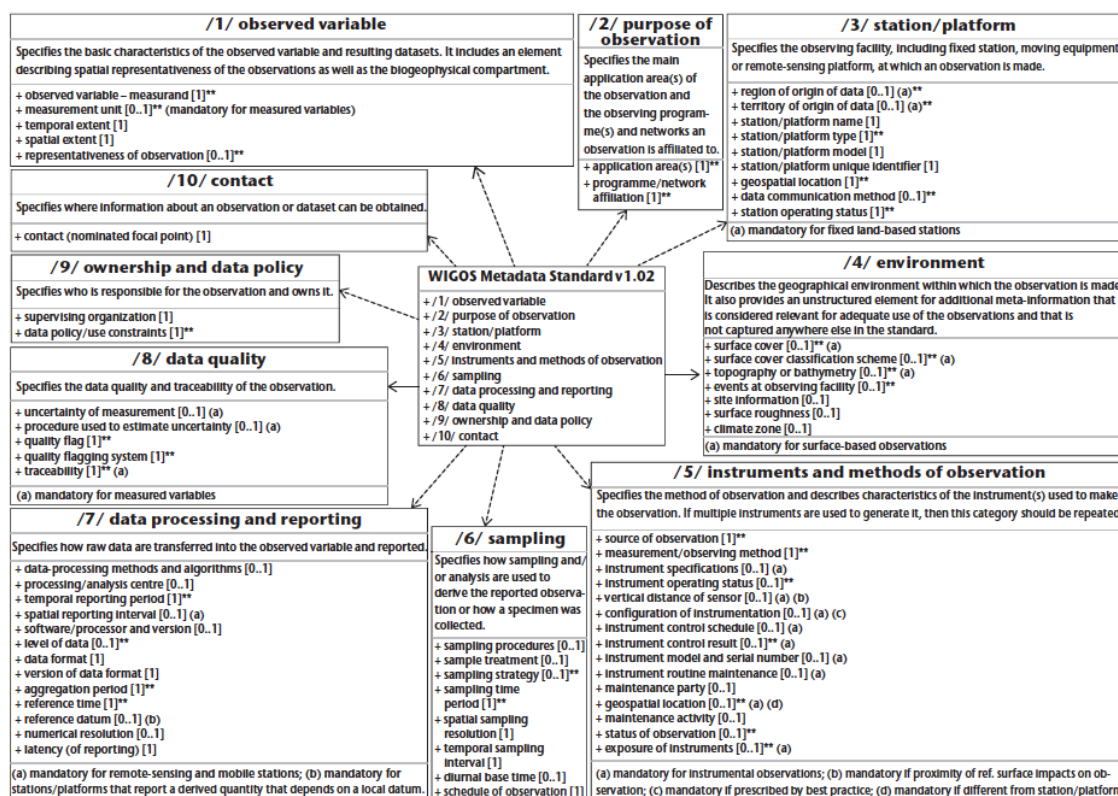 /1/ observed variable
Specifies the basic characteristics of the observed variable and resulting datasets. It includes an element
describing spatial representativeness of the observations as well as the biogeophysical compartment.
+ observed variable – measurand [1]**
+ measurement unit [0..1]** (mandatory for measured variables)
+ temporal extent [1]
+ spatial extent [1]
+ representativeness of observation [0..1]**
/2/ purpose of
observation
Specifies the main
application area(s) of
the observation and
the observing program-
me(s) and networks an
observation is affiliated to.
+ application area(s) [1]**
+ programme/network
affiliation [1]**
/3/ station/platform
Specifies the observing facility, including fixed station, moving equipment
or remote-sensing platform, at which an observation is made.
+ region of origin of data [0..1] (a)**
+ territory of origin of data [0..1] (a)**
+ station/platform name [1]
+ station/platform type [1]**
+ station/platform model [1]
+ station/platform unique identifier [1]
+ geospatial location [1]**
+ data communication method [0..1]**
+ station operating status [1]**
(a) mandatory for fixed land-based stations
/10/ contact
Specifies where information about an observation or dataset can be obtained.
+ contact (nominated focal point) [1]
/9/ ownership and data policy
Specifies who is responsible for the observation and owns it.
+ supervising organization [1]
+ data policy/use constraints [1]**
WIGOS Metadata Standard v1.02
+ /1/ observed variable
+ /2/ purpose of observation
+ /3/ station/platform
+ /4/ environment
+ /5/ instruments and methods of observation
+ /6/ sampling
+ /7/ data processing and reporting
+ /8/ data quality
+ /9/ ownership and data policy
+ /10/ contact
/4/ environment
Describes the geographical environment within which the observation is made.
It also provides an unstructured element for additional meta-information that
is considered relevant for adequate use of the observations and that is
not captured anywhere else in the standard.
+ surface cover [0..1]** (a)
+ surface cover classification scheme [0..1]** (a)
+ topography or bathymetry [0..1]** (a)
+ events at observing facility [0..1]**
+ site information [0..1]
+ surface roughness [0..1]
+ climate zone [0..1]
(a) mandatory for surface-based observations
/8/ data quality
Specifies the data quality and traceability of the observation.
+ uncertainty of measurement [0..1] (a)
+ procedure used to estimate uncertainty [0..1] (a)
+ quality flag [1]**
+ quality flagging system [1]**
+ traceability [1]** (a)
(a) mandatory for measured variables
/7/ data processing and reporting
Specifies how raw data are transferred into the observed variable and reported.
+ data-processing methods and algorithms [0..1]
+ processing/analysis centre [0..1]
+ temporal reporting period [1]**
+ spatial reporting interval [0..1] (a)
+ software/processor and version [0..1]
+ level of data [0..1]**
+ data format [1]
+ version of data format [1]
+ aggregation period [1]**
+ reference time [1]**
+ reference datum [0..1] (b)
+ numerical resolution [0..1]
+ latency (of reporting) [1]
(a) mandatory for remote-sensing and mobile stations; (b) mandatory for
stations/platforms that report a derived quantity that depends on a local datum.
/6/ sampling
Specifies how sampling and/
or analysis are used to
derive the reported observa-
tion or how a specimen was
collected.
+ sampling procedures [0..1]
+ sample treatment [0..1]
+ sampling strategy [0..1]**
+ sampling time
period [1]**
+ spatial sampling
resolution [1]
+ temporal sampling
interval [1]
+ diurnal base time [0..1]
+ schedule of observation [1]
/5/ instruments and methods of observation
Specifies the method of observation and describes characteristics of the instrument(s) used to make
the observation. If multiple instruments are used to generate it, then this category should be repeated.
+ source of observation [1]**
+ measurement/observing method [1]**
+ instrument specifications [0..1] (a)
+ instrument operating status [0..1]**
+ vertical distance of sensor [0..1] (a) (b)
+ configuration of instrumentation [0..1] (a) (c)
+ instrument control schedule [0..1] (a)
+ instrument control result [0..1]** (a)
+ instrument model and serial number [0..1] (a)
+ instrument routine maintenance [0..1] (a)
+ maintenance party [0..1]
+ geospatial location [0..1]** (a) (d)
+ maintenance activity [0..1]
+ status of observation [0..1]**
+ exposure of instruments [0..1]** (a)
(a) mandatory for instrumental observations; (b) mandatory if proximity of ref. surface impacts on ob-
servation; (c) mandatory if prescribed by best practice; (d) mandatory if different from station/platform